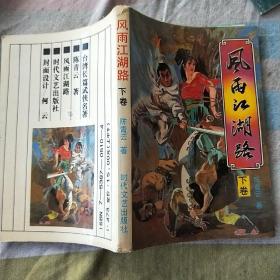 风雨江湖路
下卷
陈青云 著
时代文艺出版社
风雨江湖路
下卷
台湾长篇武侠名著
陈青云 著
风雨江湖路
时代文艺出版社
封面设计 何 云